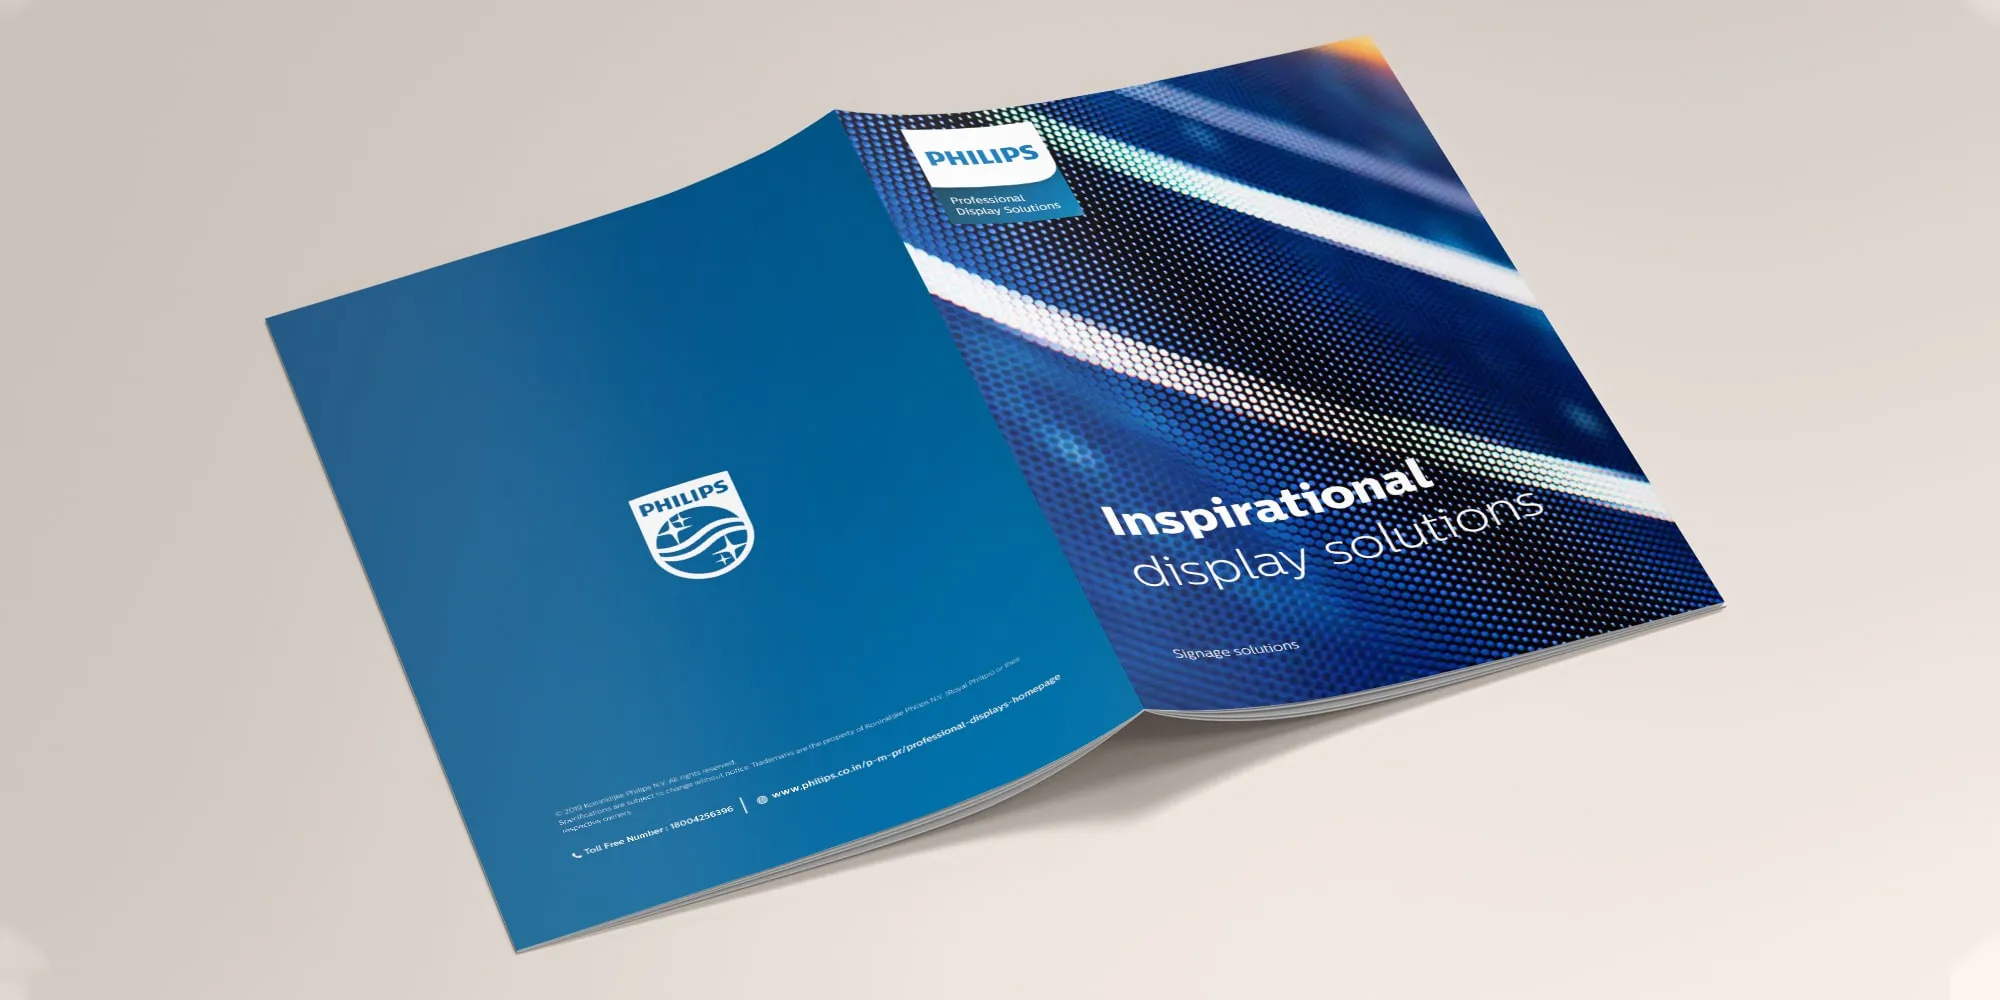 PHILIPS
Professional
Display Solutions
Inspirational
display solutions
Signage solutions
PHILIPS
© 2019 Koninklijke Philips N.V. All rights reserved.
Specifications are subject to change without notice. Trademarks are the property of Koninklijke Philips N.V. (Royal Philips) or their
respective owners.
Toll Free Number : 18004256396 | www.philips.co.in/p-m-pr/professional-displays-homepage